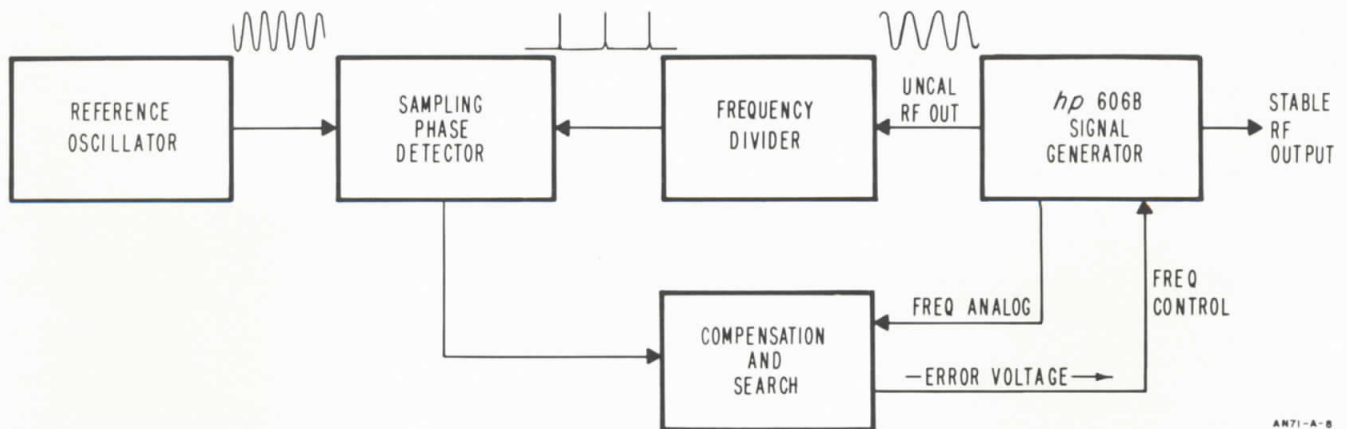 REFERENCE
OSCILLATOR
SAMPLING
PHASE
DETECTOR
FREQUENCY
DIVIDER
UNCAL
RF OUT
hp 606B
SIGNAL
GENERATOR
STABLE
RF
OUTPUT
FREQ ANALOG
FREQ
CONTROL
COMPENSATION
AND
SEARCH
ERROR VOLTAGE
AN71-A-8